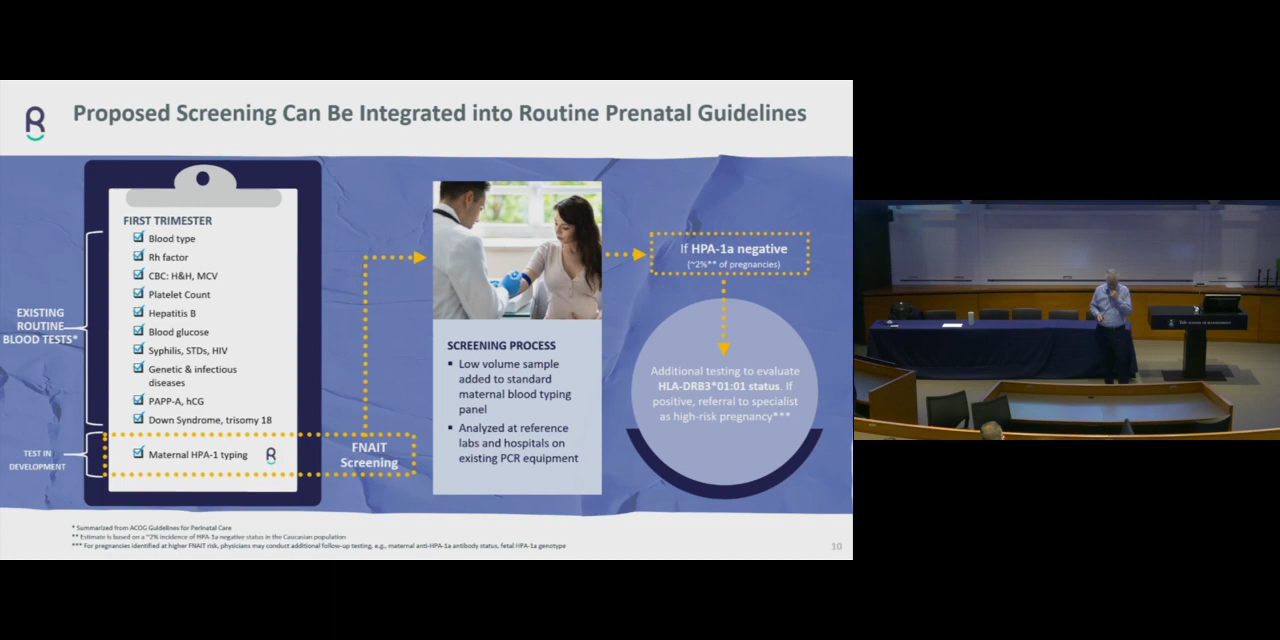 R
Proposed Screening Can Be Integrated into Routine Prenatal Guidelines
EXISTING
ROUTINE
BLOOD TESTS*
FIRST TRIMESTER
Blood type
Rh factor
CBC: H&H, MCV
Platelet Count
Hepatitis B
Blood glucose
Syphilis, STDs, HIV
Genetic & infectious
diseases
PAPP-A, hCG
Down Syndrome, trisomy 18
TEST IN
DEVELOPMENT
Maternal HPA-1 typing
R
FNAIT
Screening
SCREENING PROCESS
▪ Low volume sample
added to standard
maternal blood typing
panel
▪ Analyzed at reference
labs and hospitals on
existing PCR equipment
If HPA-1a negative
(~2%** of pregnancies)
Additional testing to evaluate
HLA-DRB3*01:01 status. If
positive, referral to specialist
as high-risk pregnancy***
* Summarized from ACOG Guidelines for Perinatal Care
** Estimate is based on a ~2% incidence of HPA-1a negative status in the Caucasian population
*** For pregnancies identified at higher FNAIT risk, physicians may conduct additional follow-up testing, e.g., maternal anti-HPA-1a antibody status, fetal HPA-1a genotype
10
Yale SCHOOL OF MANAGEMENT